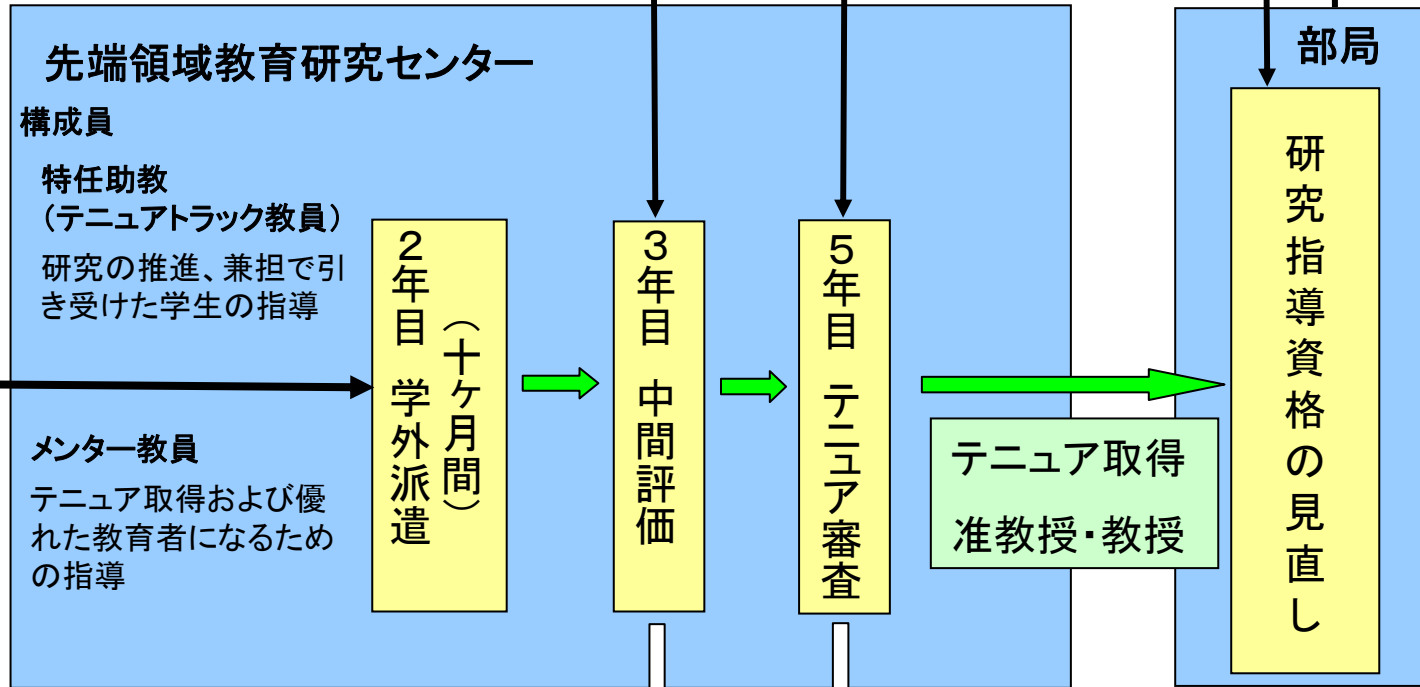 先端領域教育研究センター
構成員
特任助教
（テニュアトラック教員）
研究の推進、兼担で引
き受けた学生の指導
メンター教員
テニュア取得および優
れた教育者になるため
の指導
２年目 学外派遣
（十ケ月間）
３年目 中間評価
５年目 テニュア審査
テニュア取得
准教授・教授
部局
研究指導資格の見直し